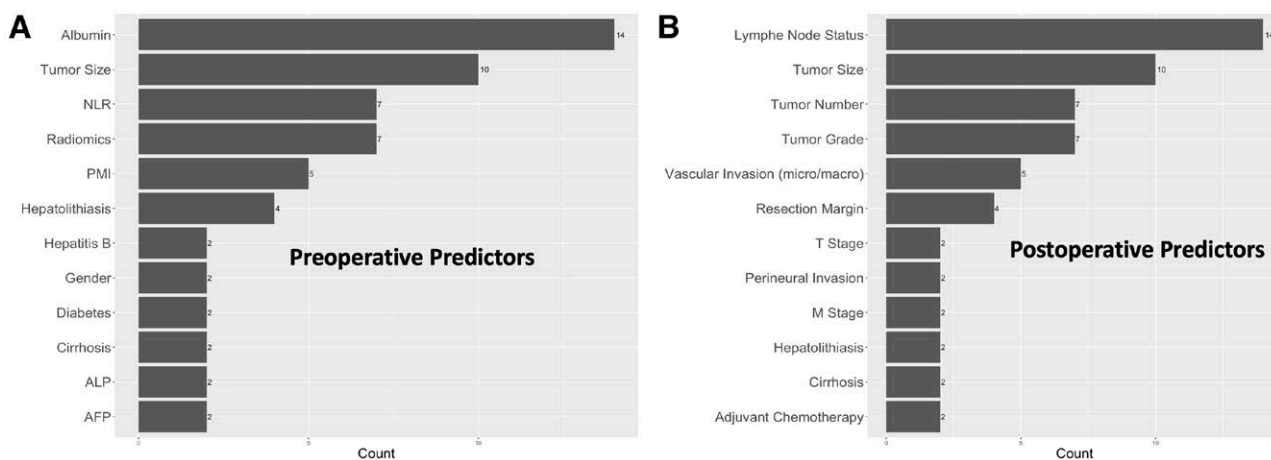 A
Albumin 14
Tumor Size 10
NLR 7
Radiomics 7
PMI 5
Hepatolithiasis 4
Hepatitis B 2
Gender 2
Diabetes 2
Cirrhosis 2
ALP 2
AFP 2
Preoperative Predictors
0 5 10
Count
B
Lymphe Node Status 14
Tumor Size 10
Tumor Number 7
Tumor Grade 7
Vascular Invasion (micro/macro) 5
Resection Margin 4
T Stage 2
Perineural Invasion 2
M Stage 2
Hepatolithiasis 2
Cirrhosis 2
Adjuvant Chemotherapy 2
Postoperative Predictors
0 5 10
Count